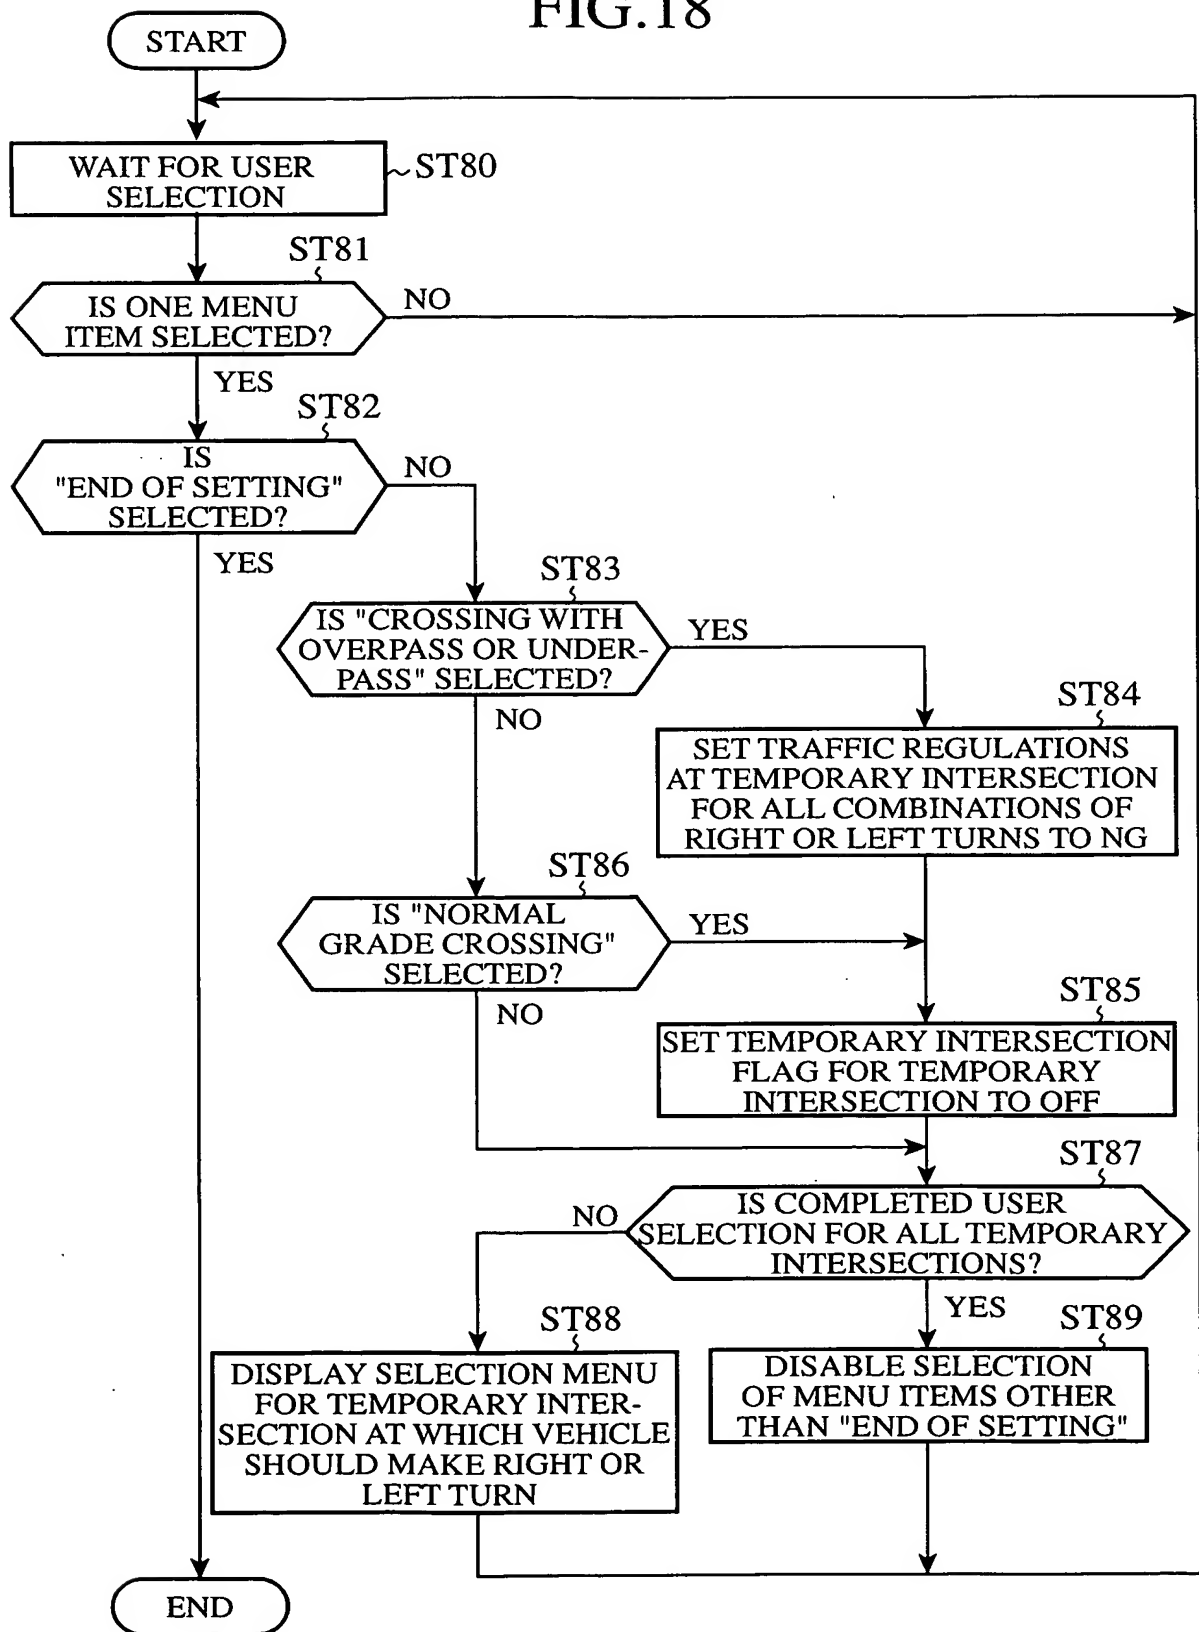 FIG.18
START
WAIT FOR USER
SELECTION
ST80
ST81
IS ONE MENU
ITEM SELECTED?
NO
YES
ST82
IS
"END OF SETTING"
SELECTED?
NO
YES
ST83
IS "CROSSING WITH
OVERPASS OR UNDER-
PASS" SELECTED?
YES
NO
ST84
SET TRAFFIC REGULATIONS
AT TEMPORARY INTERSECTION
FOR ALL COMBINATIONS OF
RIGHT OR LEFT TURNS TO NG
ST86
IS "NORMAL
GRADE CROSSING"
SELECTED?
YES
NO
ST85
SET TEMPORARY INTERSECTION
FLAG FOR TEMPORARY
INTERSECTION TO OFF
ST87
IS COMPLETED USER
SELECTION FOR ALL TEMPORARY
INTERSECTIONS?
NO
YES
ST88
DISPLAY SELECTION MENU
FOR TEMPORARY INTER-
SECTION AT WHICH VEHICLE
SHOULD MAKE RIGHT OR
LEFT TURN
ST89
DISABLE SELECTION
OF MENU ITEMS OTHER
THAN "END OF SETTING"
END